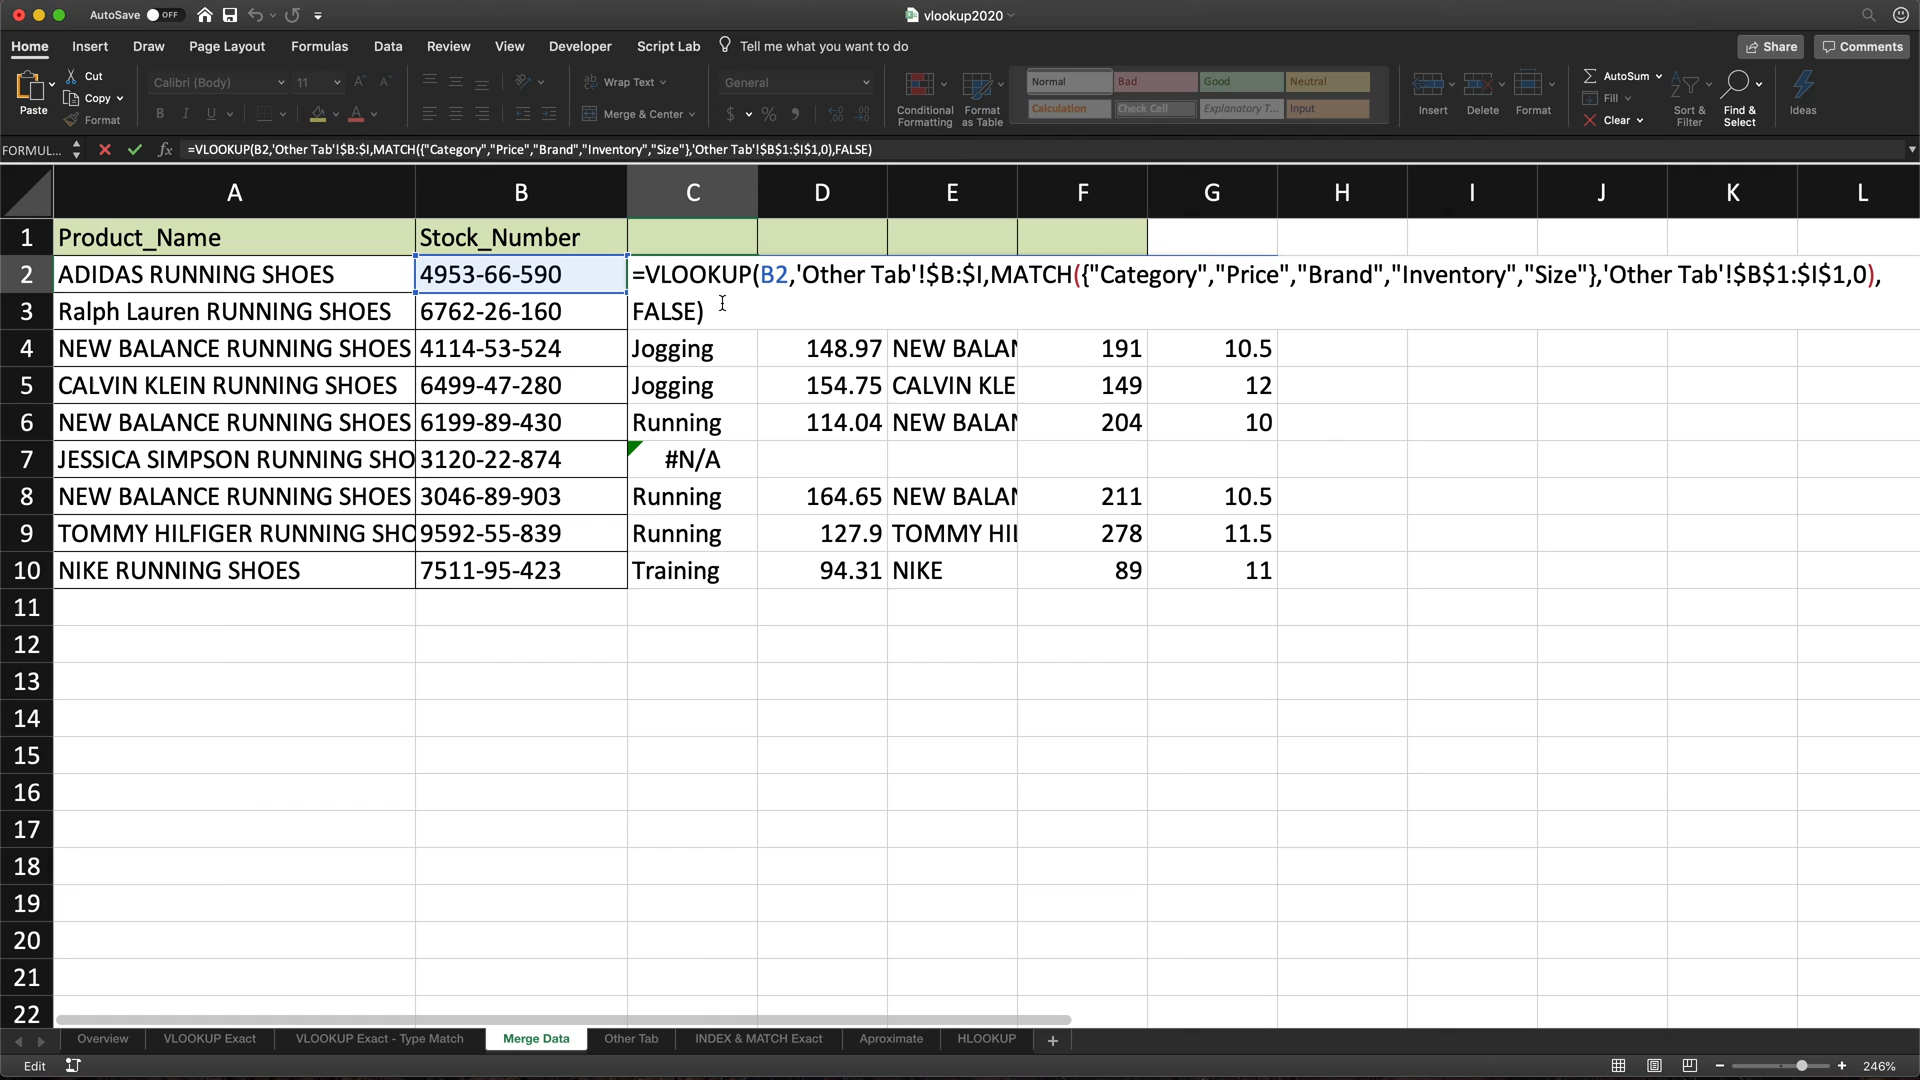 AutoSave OFF vlookup2020
Home Insert Draw Page Layout Formulas Data Review View Developer Script Lab Tell me what you want to do Share Comments
Paste Cut Copy Format
Calibri (Body) 11
B I U
Wrap Text
Merge & Center
General
$ %
Conditional Formatting
Format as Table
Normal Bad Good Neutral
Calculation Check Cell Explanatory T... Input
Insert Delete Format
AutoSum
Fill
Clear
Sort & Filter
Find & Select
Ideas
FORMUL... fx =VLOOKUP(B2,'Other Tab'!$B:$I,MATCH({"Category","Price","Brand","Inventory","Size"},'Other Tab'!$B$1:$I$1,0),FALSE)
A B C D E F G H I J K L
1 Product_Name Stock_Number
2 ADIDAS RUNNING SHOES 4953-66-590 =VLOOKUP(B2,'Other Tab'!$B:$I,MATCH({"Category","Price","Brand","Inventory","Size"},'Other Tab'!$B$1:$I$1,0),
3 Ralph Lauren RUNNING SHOES 6762-26-160 FALSE)
4 NEW BALANCE RUNNING SHOES 4114-53-524 Jogging 148.97 NEW BALAN 191 10.5
5 CALVIN KLEIN RUNNING SHOES 6499-47-280 Jogging 154.75 CALVIN KLE 149 12
6 NEW BALANCE RUNNING SHOES 6199-89-430 Running 114.04 NEW BALAN 204 10
7 JESSICA SIMPSON RUNNING SHO 3120-22-874 #N/A
8 NEW BALANCE RUNNING SHOES 3046-89-903 Running 164.65 NEW BALAN 211 10.5
9 TOMMY HILFIGER RUNNING SHO 9592-55-839 Running 127.9 TOMMY HIL 278 11.5
10 NIKE RUNNING SHOES 7511-95-423 Training 94.31 NIKE 89 11
11
12
13
14
15
16
17
18
19
20
21
22
Overview VLOOKUP Exact VLOOKUP Exact - Type Match Merge Data Other Tab INDEX & MATCH Exact Aproximate HLOOKUP +
Edit 246%